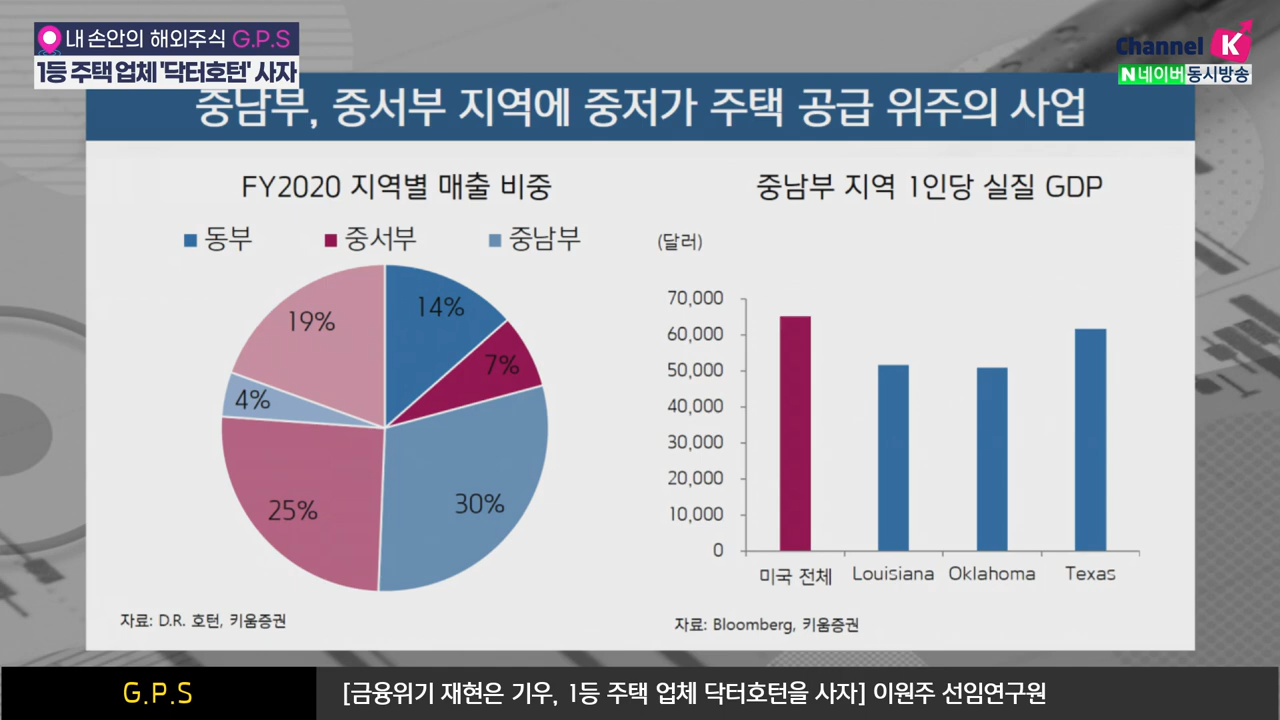 내 손안의 해외주식 G.P.S
1등 주택 업체 '닥터호턴' 사자
Channel K
N 네이버 동시방송
중남부, 중서부 지역에 중저가 주택 공급 위주의 사업
FY2020 지역별 매출 비중
동부 중서부 중남부
14%
7%
30%
25%
4%
19%
자료: D.R. 호턴, 키움증권
중남부 지역 1인당 실질 GDP
(달러)
70,000
60,000
50,000
40,000
30,000
20,000
10,000
0
미국 전체 Louisiana Oklahoma Texas
자료: Bloomberg, 키움증권
G.P.S
[금융위기 재현은 기우, 1등 주택 업체 닥터호턴을 사자] 이원주 선임연구원